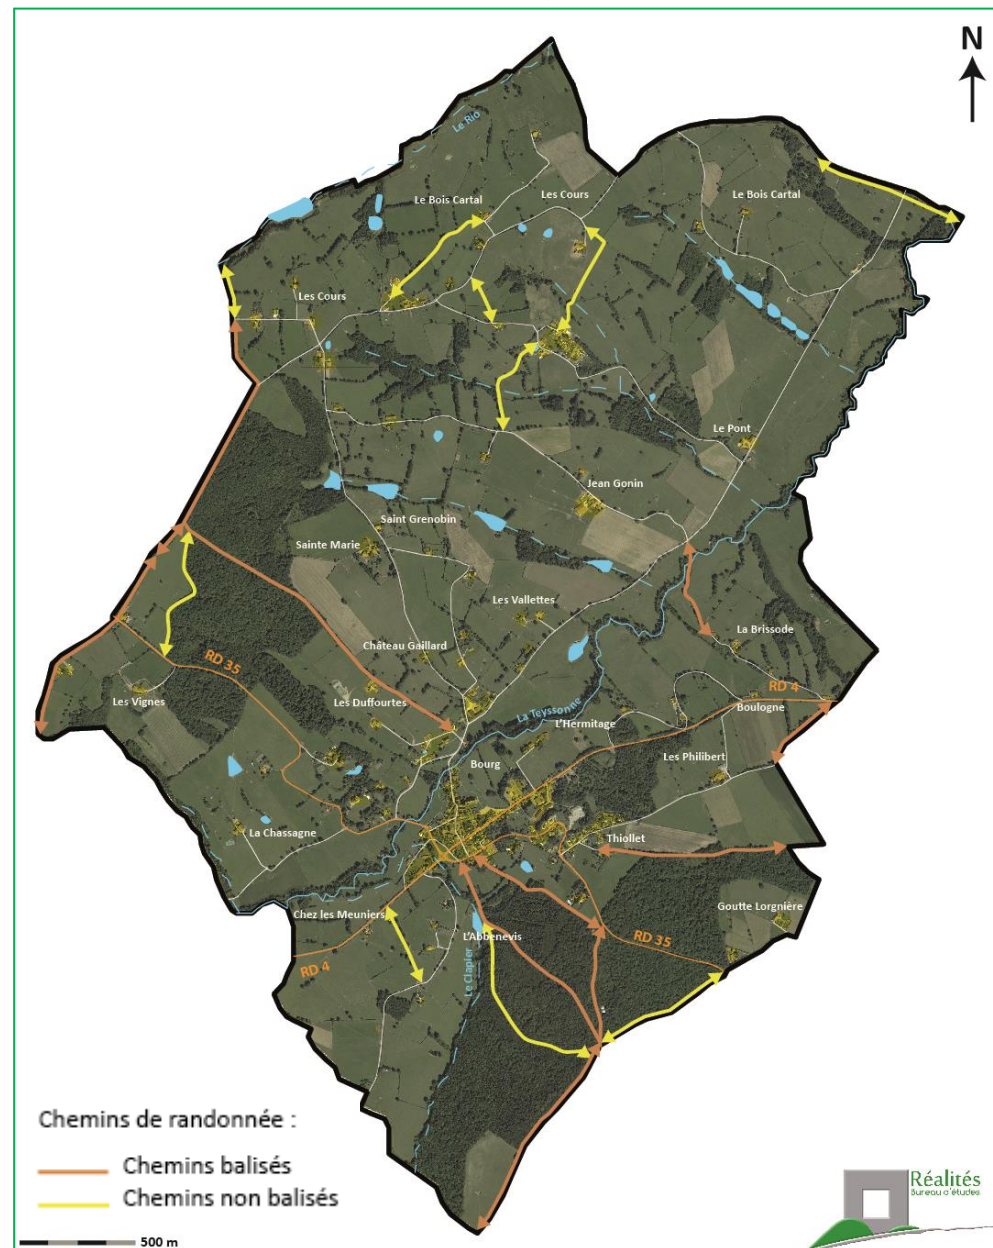 N
Le Rio
Le Bois Cartal
Les Cours
Le Bois Cartal
Les Cours
Le Pont
Jean Gonin
Saint Grenobin
Sainte Marie
Les Vallettes
La Brissode
Château Gaillard
RD 35
RD 4
Les Vignes
Les Duffourtes
La Teyssonne
L'Hermitage
Boulogne
Bourg
Les Philibert
La Chassagne
Thiollet
Chez les Meuniers
Goutte Lorgnière
L'Abbenevis
RD 35
RD 4
Le Clapier
Chemins de randonnée :
Chemins balisés
Chemins non balisés
500 m
Réalités
Bureau d'études